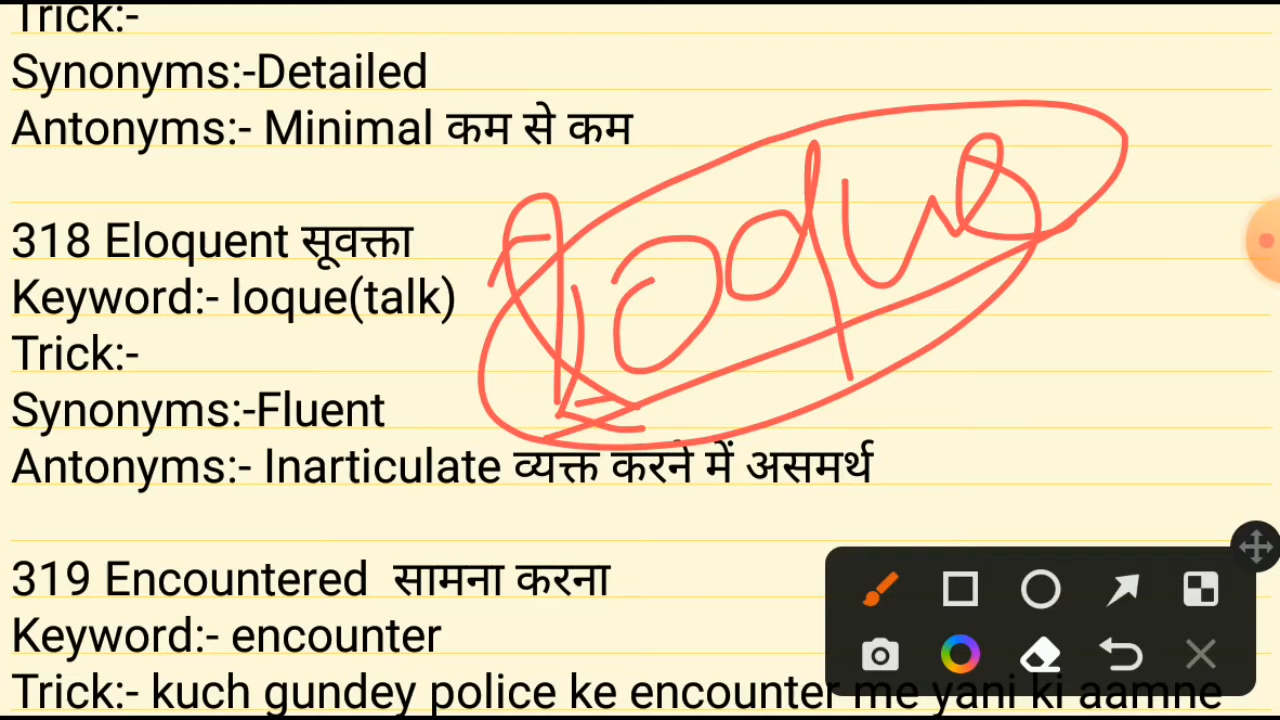 Trick:-
Synonyms:-Detailed
Antonyms:- Minimal कम से कम
318 Eloquent सूवक्ता
Keyword:- loque(talk)
loqus
Trick:-
Synonyms:-Fluent
Antonyms:- Inarticulate व्यक्त करने में असमर्थ
319 Encountered सामना करना
Keyword:- encounter
Trick:- kuch gundey police ke encounter me yani ki aamne